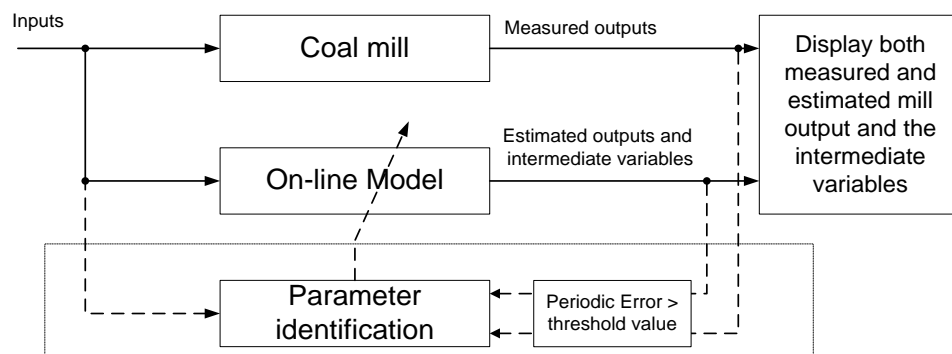 Inputs
Coal mill
Measured outputs
Display both
measured and
estimated mill
output and the
intermediate
variables
On-line Model
Estimated outputs and
intermediate variables
Parameter
identification
Periodic Error >
threshold value